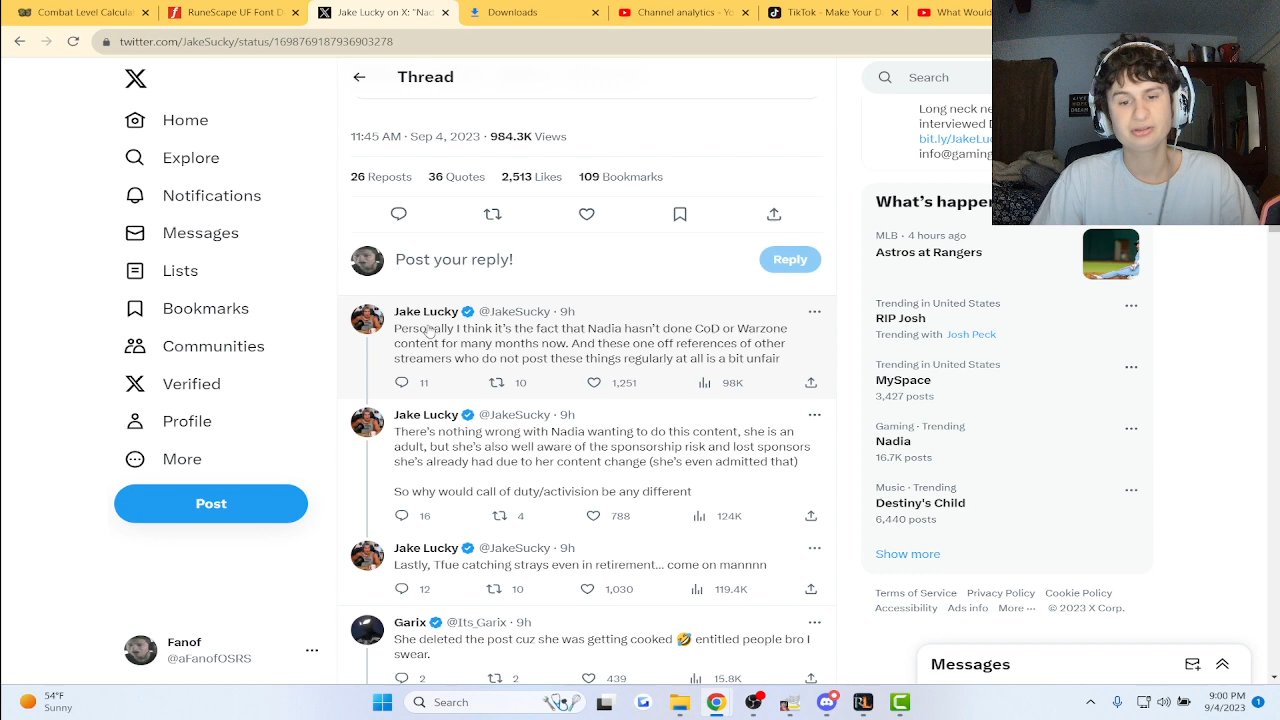 RuneScape UF Font D
Jake Lucky on X: "Nad
Downloads
RuneScape - YouTube
TikTok - Make Your D
Would
twitter.com/JakeSucky/status/1698769187936903278
Thread
Search
Home
Explore
Notifications
Messages
Lists
Bookmarks
Communities
Verified
Profile
More
Post
Fanof
@aFanofOSRS
11:45 AM · Sep 4, 2023 · 984.3K Views
26 Reposts 36 Quotes 2,513 Likes 109 Bookmarks
Post your reply!
Reply
Jake Lucky @JakeSucky · 9h
Personally I think it's the fact that Nadia hasn't done CoD or Warzone
content for many months now. And these one off references of other
streamers who do not post these things regularly at all is a bit unfair
11 10 1,251 98K
Jake Lucky @JakeSucky · 9h
There's nothing wrong with Nadia wanting to do this content, she is an
adult, but she's also well aware of the sponsorship risk and lost sponsors
she's already had due to her content change (she's even admitted that)
So why would call of duty/activision be any different
16 4 788 124K
Jake Lucky @JakeSucky · 9h
Lastly, Tfue catching strays even in retirement... come on mannnn
12 10 1,030 119.4K
Garix @Its_Garix · 9h
She deleted the post cuz she was getting cooked 🤣 entitled people bro I
swear.
2 2 439 15.8K
Long neck ne
interviewed D
bit.ly/JakeLuc
info@gaming
What's happen
MLB · 4 hours ago
Astros at Rangers
Trending in United States
RIP Josh
Trending with Josh Peck
Trending in United States
MySpace
3,427 posts
Gaming · Trending
Nadia
16.7K posts
Music · Trending
Destiny's Child
6,440 posts
Show more
Terms of Service Privacy Policy Cookie Policy
Accessibility Ads info More ··· © 2023 X Corp.
Messages
LIVE
WORK
DREAM
54°F
Sunny
Search
9:00 PM
9/4/2023
1